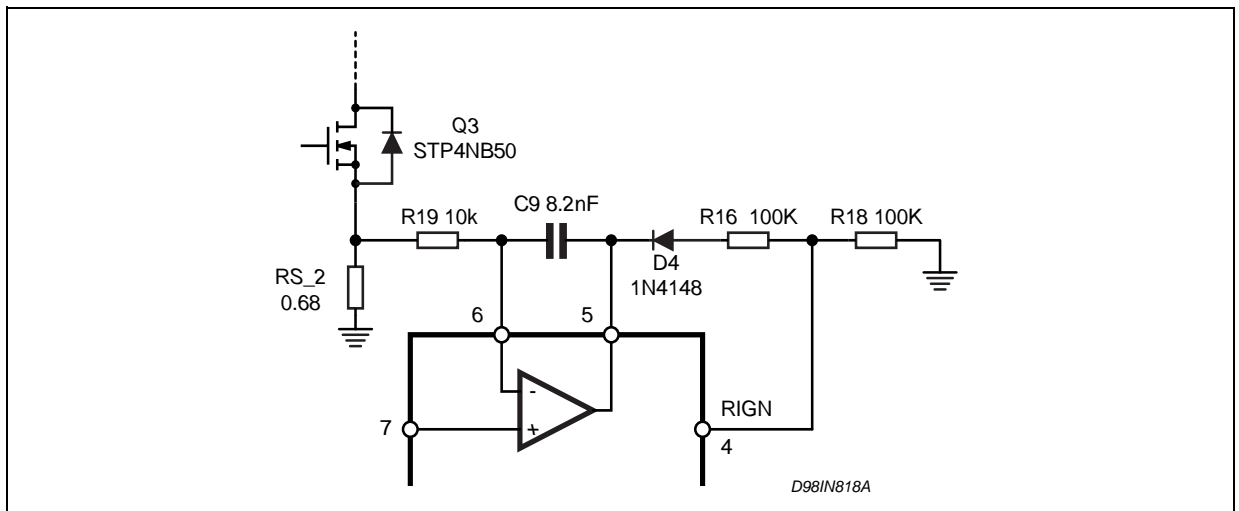 Q3
STP4NB50
R19 10k
C9 8.2nF
R16 100K
R18 100K
D4
1N4148
RS_2
0.68
6
5
-
+
7
RIGN
4
D98IN818A